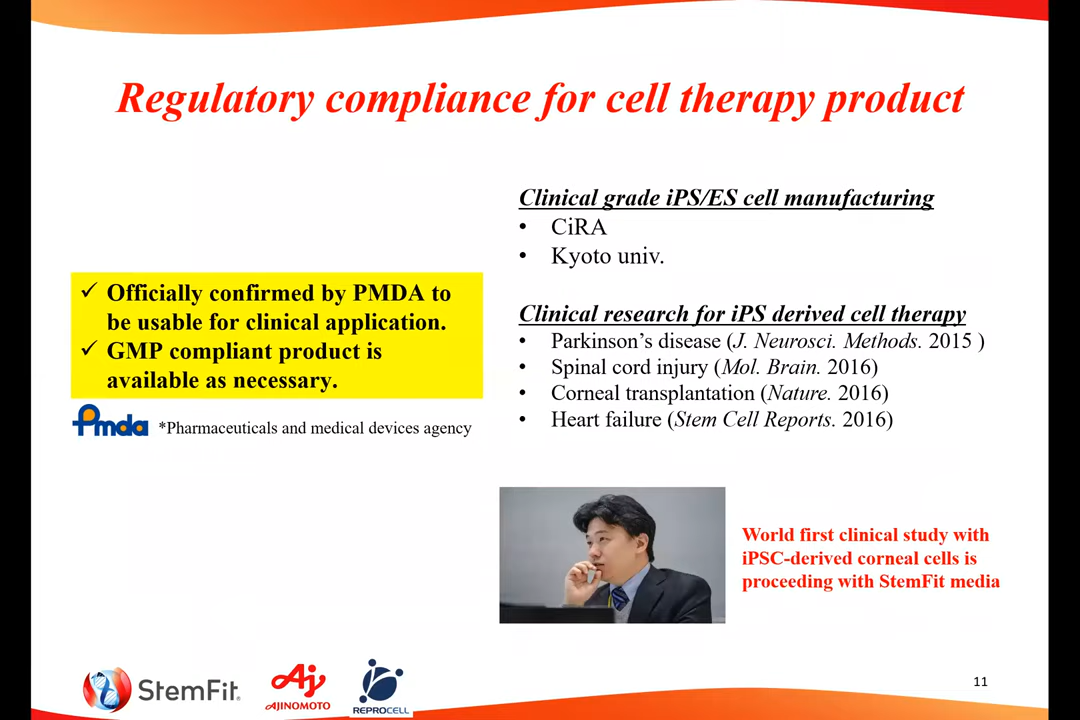 Regulatory compliance for cell therapy product
✓ Officially confirmed by PMDA to
be usable for clinical application.
✓ GMP compliant product is
available as necessary.
Pmda
*Pharmaceuticals and medical devices agency
Clinical grade iPS/ES cell manufacturing
• CiRA
• Kyoto univ.
Clinical research for iPS derived cell therapy
• Parkinson’s disease (J. Neurosci. Methods. 2015 )
• Spinal cord injury (Mol. Brain. 2016)
• Corneal transplantation (Nature. 2016)
• Heart failure (Stem Cell Reports. 2016)
World first clinical study with
iPSC-derived corneal cells is
proceeding with StemFit media
StemFit®
Aj
AJINOMOTO
REPROCELL
11